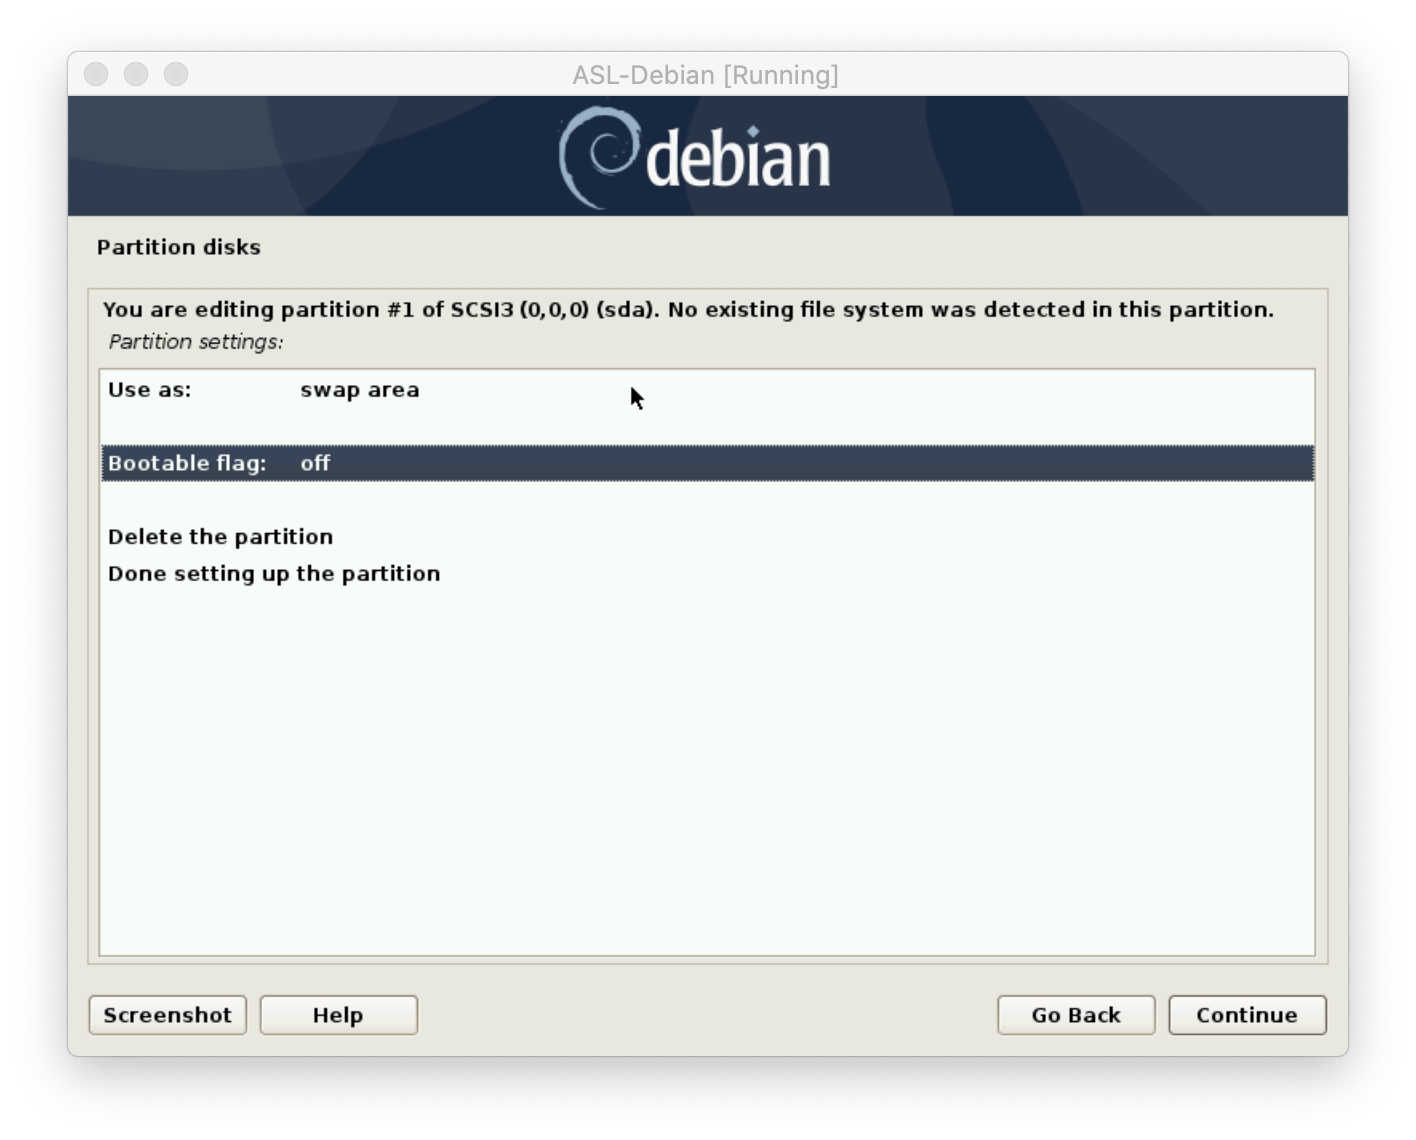 ASL-Debian [Running]
debian
Partition disks
You are editing partition #1 of SCSI3 (0,0,0) (sda). No existing file system was detected in this partition.
Partition settings:
Use as: swap area
Bootable flag: off
Delete the partition
Done setting up the partition
Screenshot Help Go Back Continue